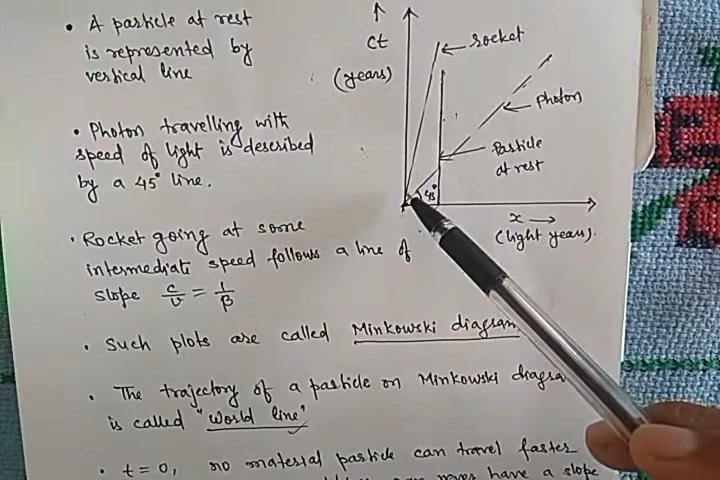 • A particle at rest
is represented by
vertical line
• Photon travelling with
speed of light is described
by a 45° line.
• Rocket going at some
intermediate speed follows a line of
slope c/v = 1/β
• Such plots are called Minkowski diagram
• The trajectory of a particle on Minkowski diagra
is called "World line"
• t = 0, no material particle can travel faster
have a slope
ct
(years)
rocket
Photon
Particle
at rest
45°
x →
(light years).